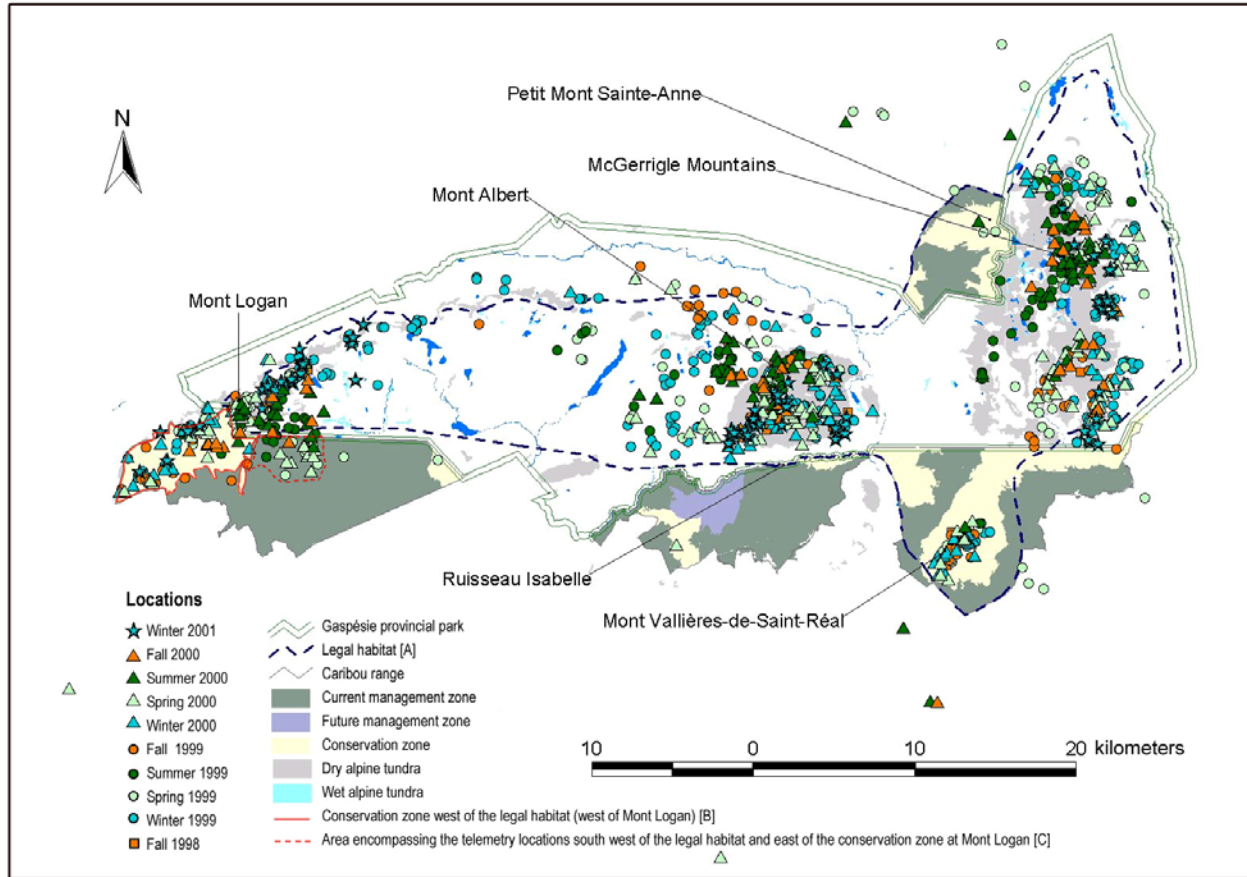 Petit Mont Sainte-Anne
N
McGerrigle Mountains
Mont Albert
Mont Logan
Ruisseau Isabelle
Mont Vallières-de-Saint-Réal
Locations
Winter 2001
Fall 2000
Summer 2000
Spring 2000
Winter 2000
Fall 1999
Summer 1999
Spring 1999
Winter 1999
Fall 1998
Gaspésie provincial park
Legal habitat [A]
Caribou range
Current management zone
Future management zone
Conservation zone
Dry alpine tundra
Wet alpine tundra
Conservation zone west of the legal habitat (west of Mont Logan) [B]
Area encompassing the telemetry locations south west of the legal habitat and east of the conservation zone at Mont Logan [C]
10 0 10 20 kilometers